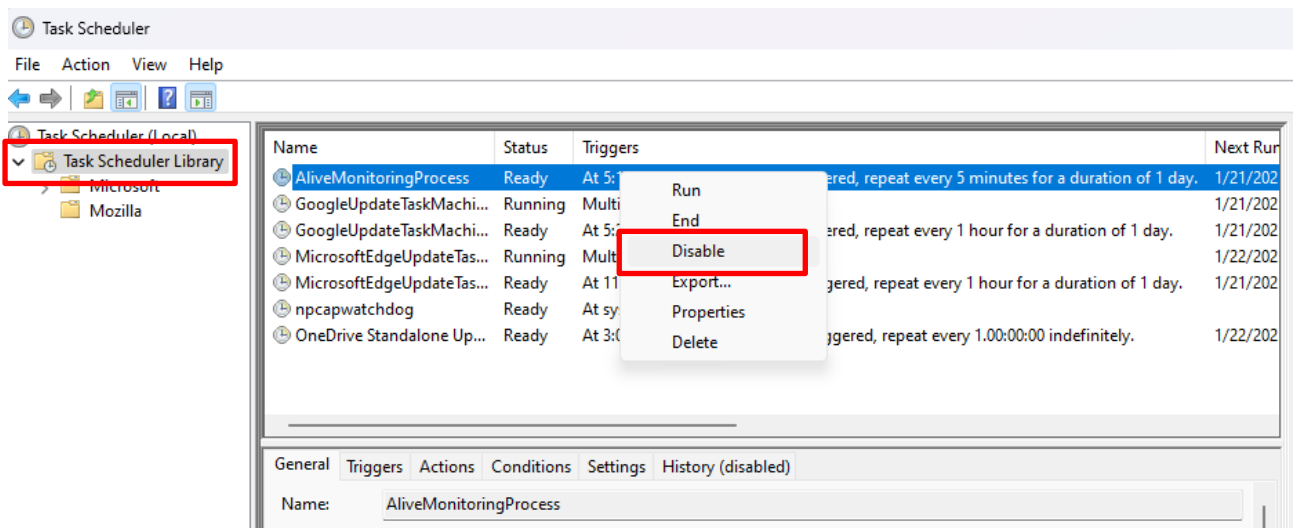 Task Scheduler
File Action View Help
Task Scheduler (Local)
Task Scheduler Library
Microsoft
Mozilla
Name Status Triggers Next Run
AliveMonitoringProcess Ready At 5:1 ered, repeat every 5 minutes for a duration of 1 day. 1/21/202
GoogleUpdateTaskMachi... Running Multi 1/21/202
GoogleUpdateTaskMachi... Ready At 5: ered, repeat every 1 hour for a duration of 1 day. 1/21/202
MicrosoftEdgeUpdateTas... Running Mult 1/22/202
MicrosoftEdgeUpdateTas... Ready At 11 gered, repeat every 1 hour for a duration of 1 day. 1/21/202
npcapwatchdog Ready At sy
OneDrive Standalone Up... Ready At 3:0 ggered, repeat every 1.00:00:00 indefinitely. 1/22/202
Run
End
Disable
Export...
Properties
Delete
General Triggers Actions Conditions Settings History (disabled)
Name: AliveMonitoringProcess